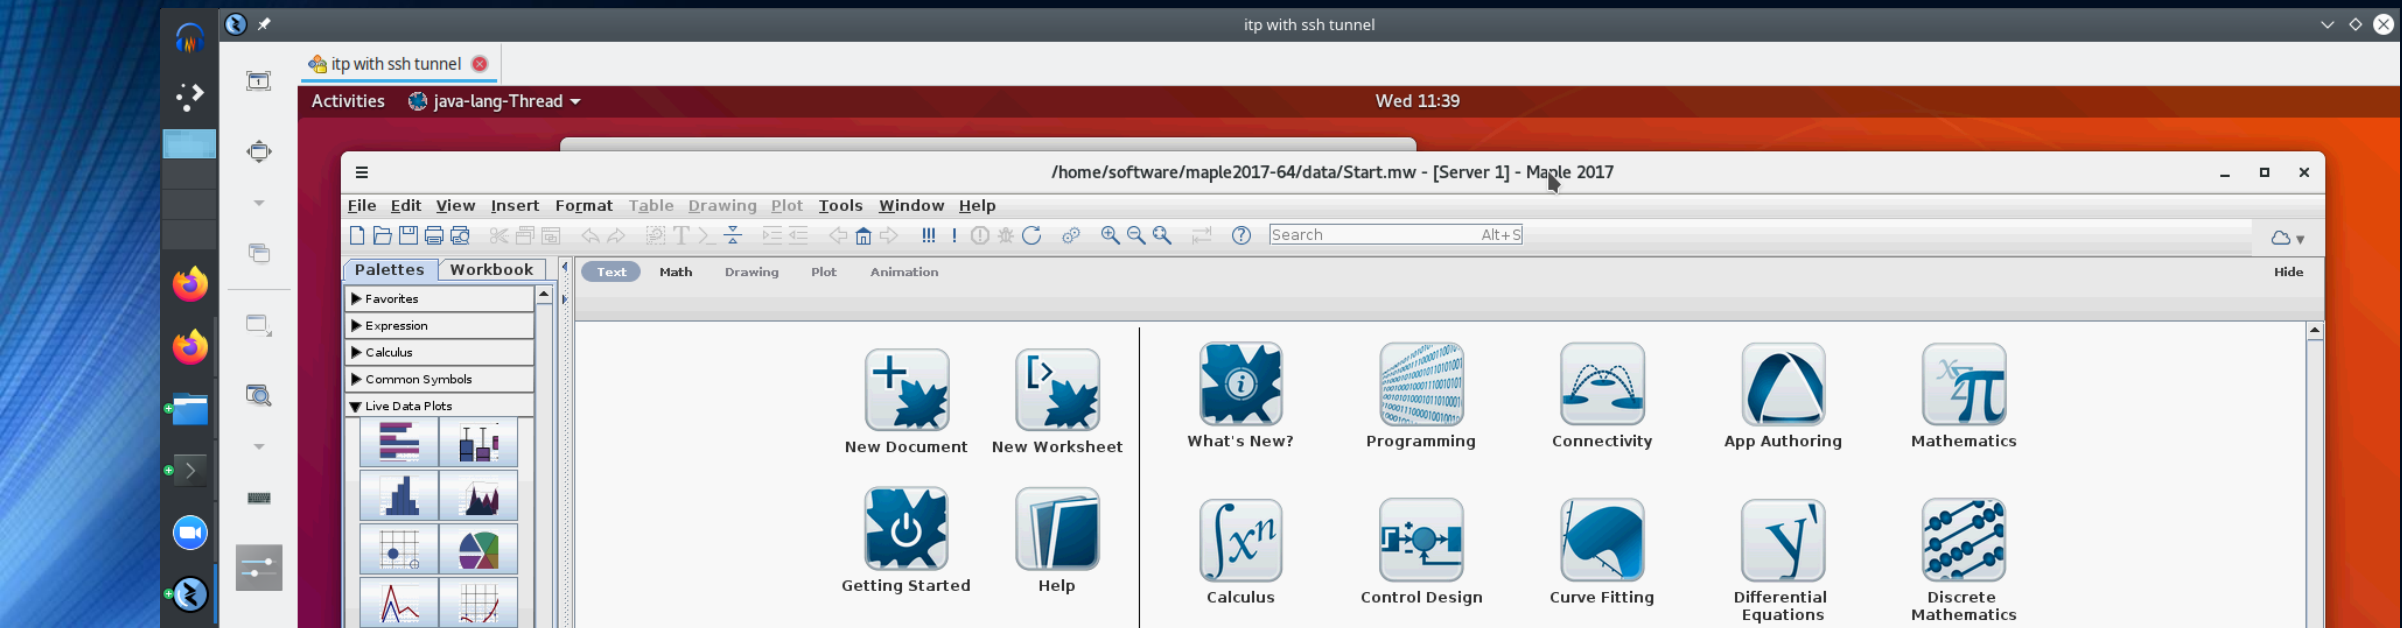 itp with ssh tunnel
itp with ssh tunnel
Activities java-lang-Thread Wed 11:39
/home/software/maple2017-64/data/Start.mw - [Server 1] - Maple 2017
File Edit View Insert Format Table Drawing Plot Tools Window Help
Search Alt+S
Palettes Workbook
Text Math Drawing Plot Animation Hide
Favorites
Expression
Calculus
Common Symbols
Live Data Plots
New Document New Worksheet
What's New? Programming Connectivity App Authoring Mathematics
Getting Started Help
Calculus Control Design Curve Fitting Differential Equations Discrete Mathematics